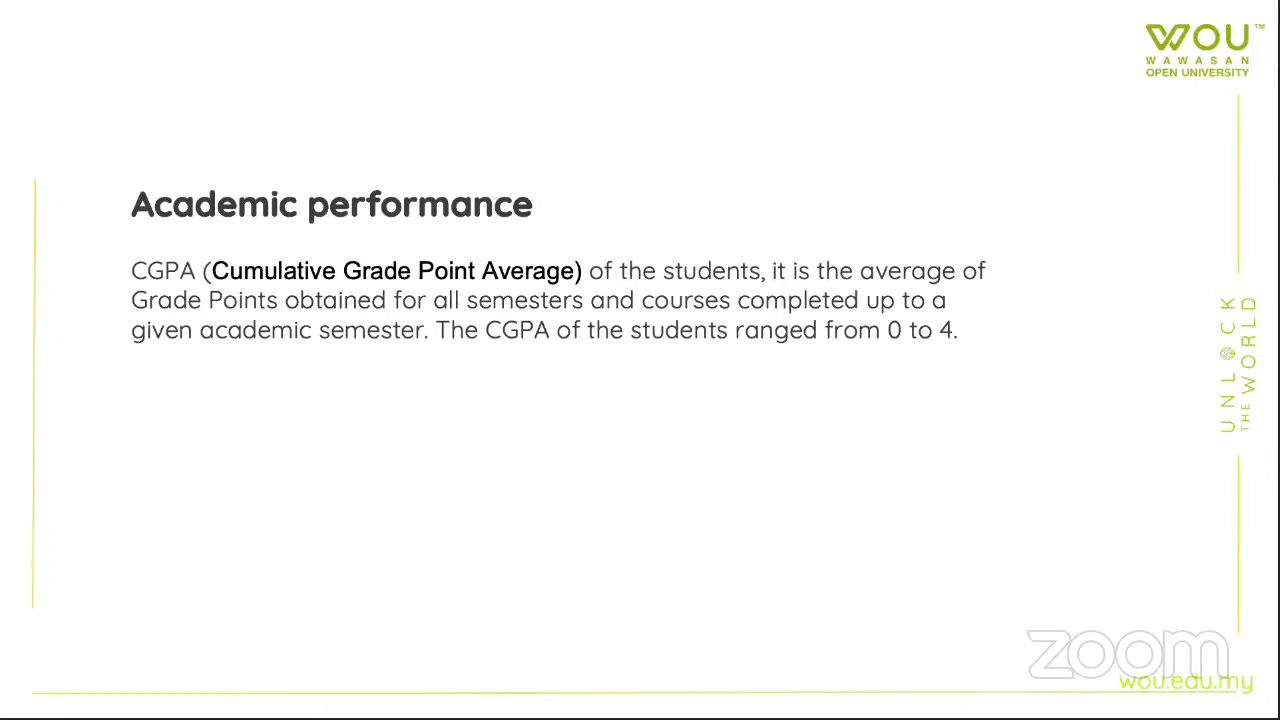 WOU™
WAWASAN
OPEN UNIVERSITY
Academic performance
CGPA (Cumulative Grade Point Average) of the students, it is the average of
Grade Points obtained for all semesters and courses completed up to a
given academic semester. The CGPA of the students ranged from 0 to 4.
UNLOCK
THE WORLD
zoom
wou.edu.my